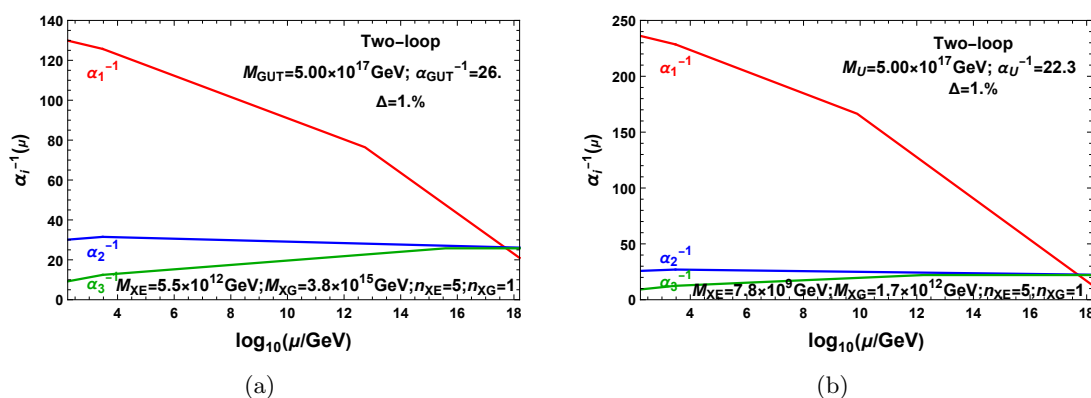 Two-loop
M_GUT=5.00×10^17GeV; α_GUT^-1=26.
Δ=1.%
α_1^-1
α_2^-1
α_3^-1
M_XE=5.5×10^12GeV;M_XG=3.8×10^15GeV;n_XE=5;n_XG=1
α_i^-1(μ)
0 20 40 60 80 100 120 140
4 6 8 10 12 14 16 18
log_10(μ/GeV)
(a)
Two-loop
M_U=5.00×10^17GeV; α_U^-1=22.3
Δ=1.%
α_1^-1
α_2^-1
α_3^-1
M_XE=7.8×10^9GeV;M_XG=1.7×10^12GeV;n_XE=5;n_XG=1
α_i^-1(μ)
0 50 100 150 200 250
4 6 8 10 12 14 16 18
log_10(μ/GeV)
(b)